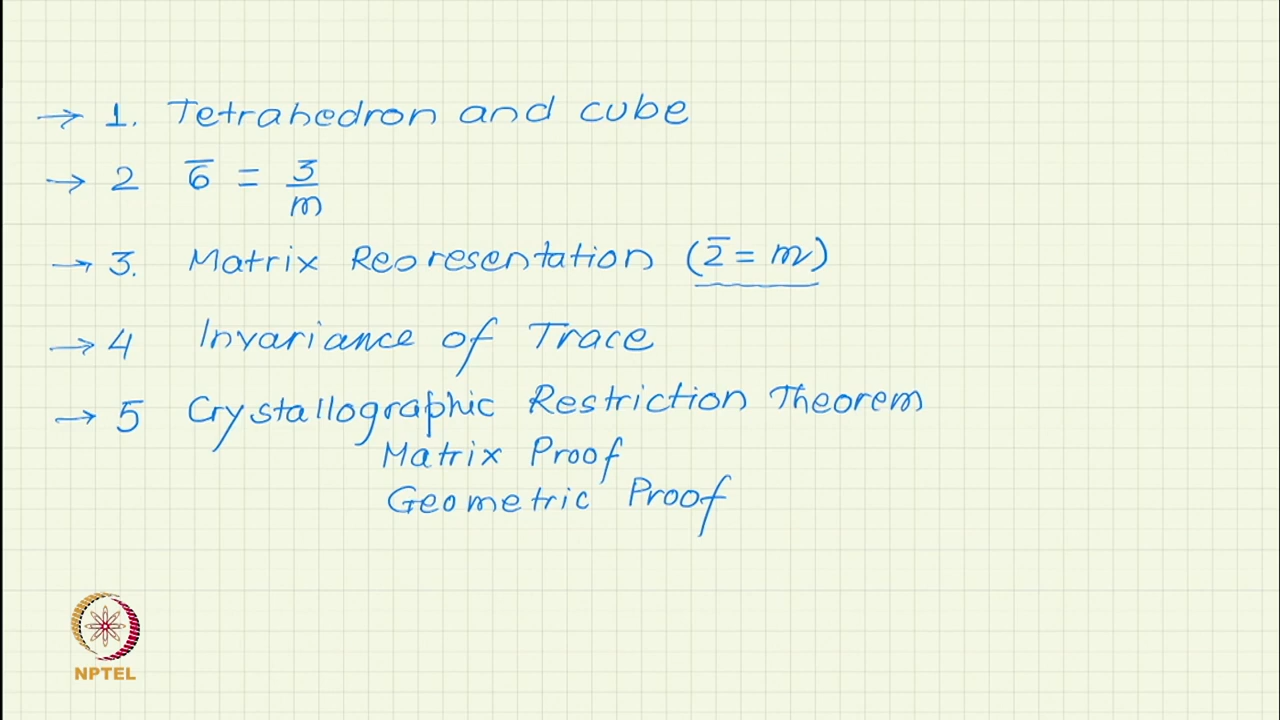 → 1. Tetrahedron and cube
→ 2 6̅ = 3/m
→ 3. Matrix Reoresentation (2̅ = m)
→ 4 Invariance of Trace
→ 5 Crystallographic Restriction Theorem
Matrix Proof
Geometric Proof
NPTEL